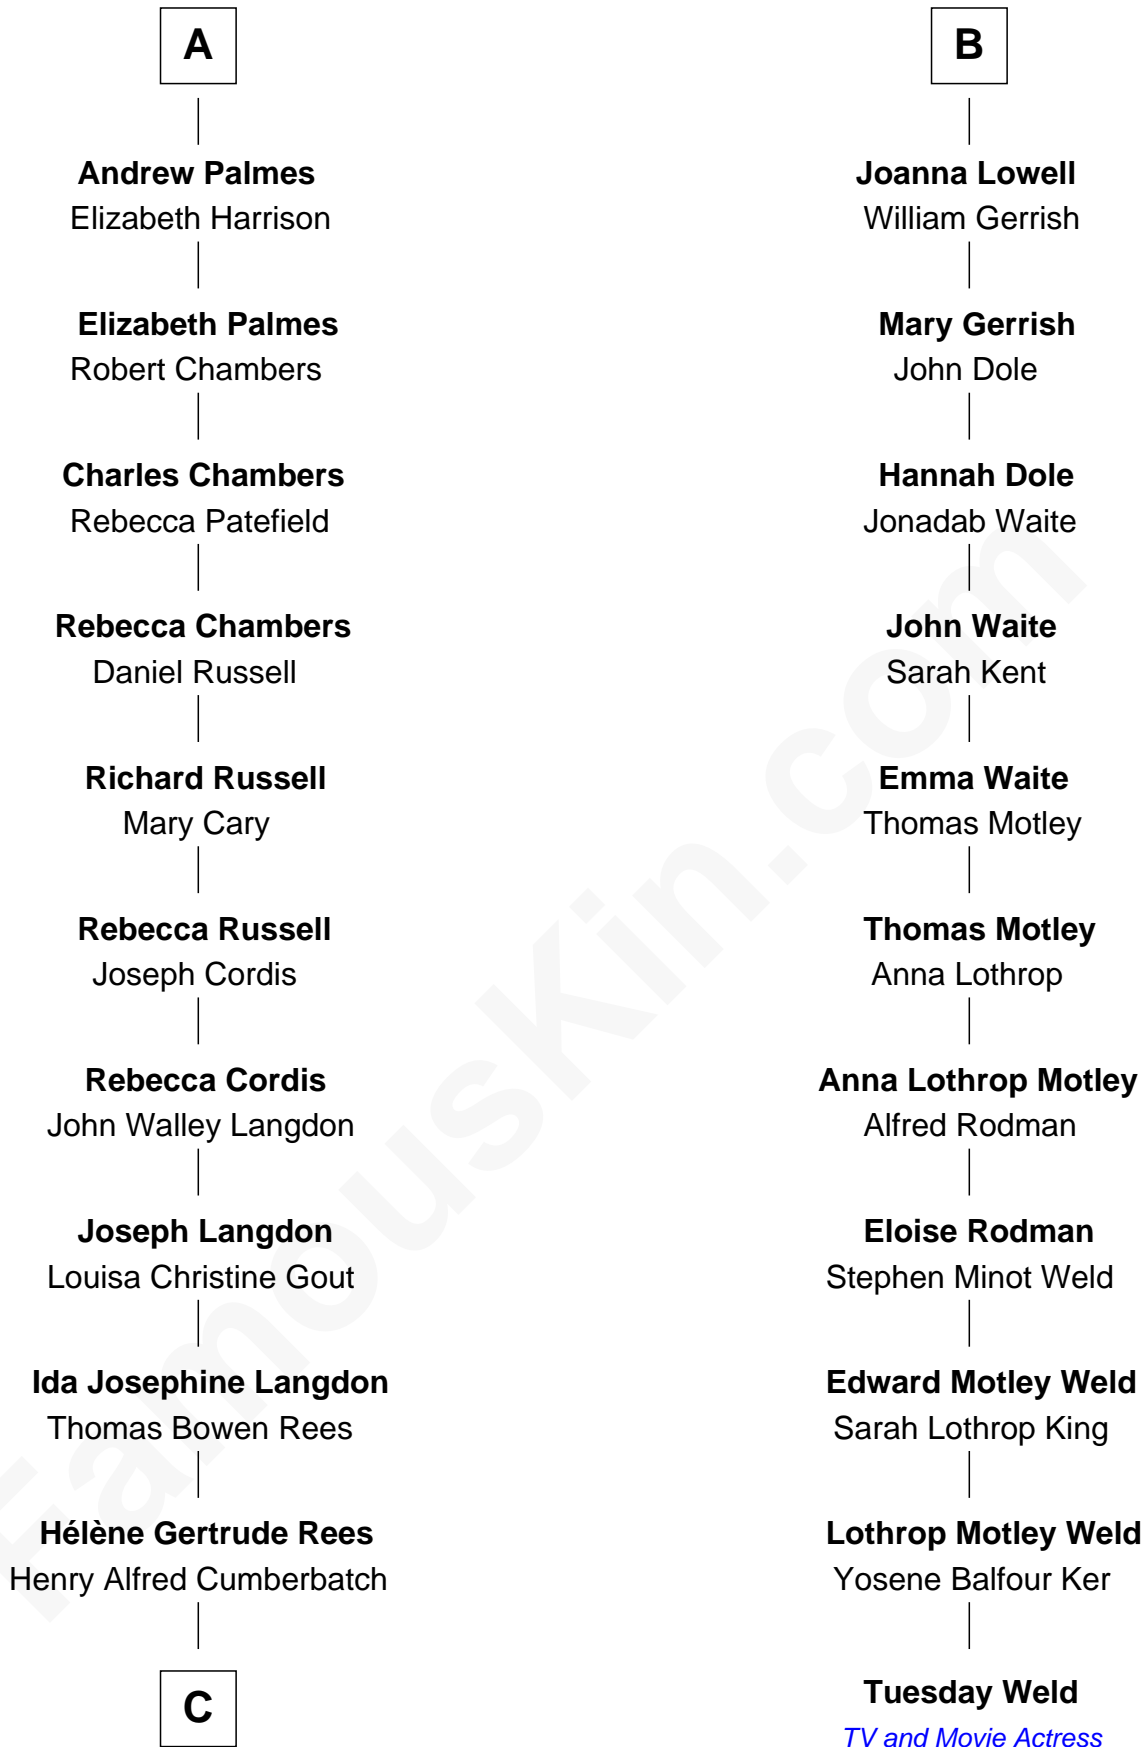 A
Andrew Palmes
Elizabeth Harrison
Elizabeth Palmes
Robert Chambers
Charles Chambers
Rebecca Patefield
Rebecca Chambers
Daniel Russell
Richard Russell
Mary Cary
Rebecca Russell
Joseph Cordis
Rebecca Cordis
John Walley Langdon
Joseph Langdon
Louisa Christine Gout
Ida Josephine Langdon
Thomas Bowen Rees
Hélène Gertrude Rees
Henry Alfred Cumberbatch
C
B
Joanna Lowell
William Gerrish
Mary Gerrish
John Dole
Hannah Dole
Jonadab Waite
John Waite
Sarah Kent
Emma Waite
Thomas Motley
Thomas Motley
Anna Lothrop
Anna Lothrop Motley
Alfred Rodman
Eloise Rodman
Stephen Minot Weld
Edward Motley Weld
Sarah Lothrop King
Lothrop Motley Weld
Yosene Balfour Ker
Tuesday Weld
TV and Movie Actress
FamousKin.com